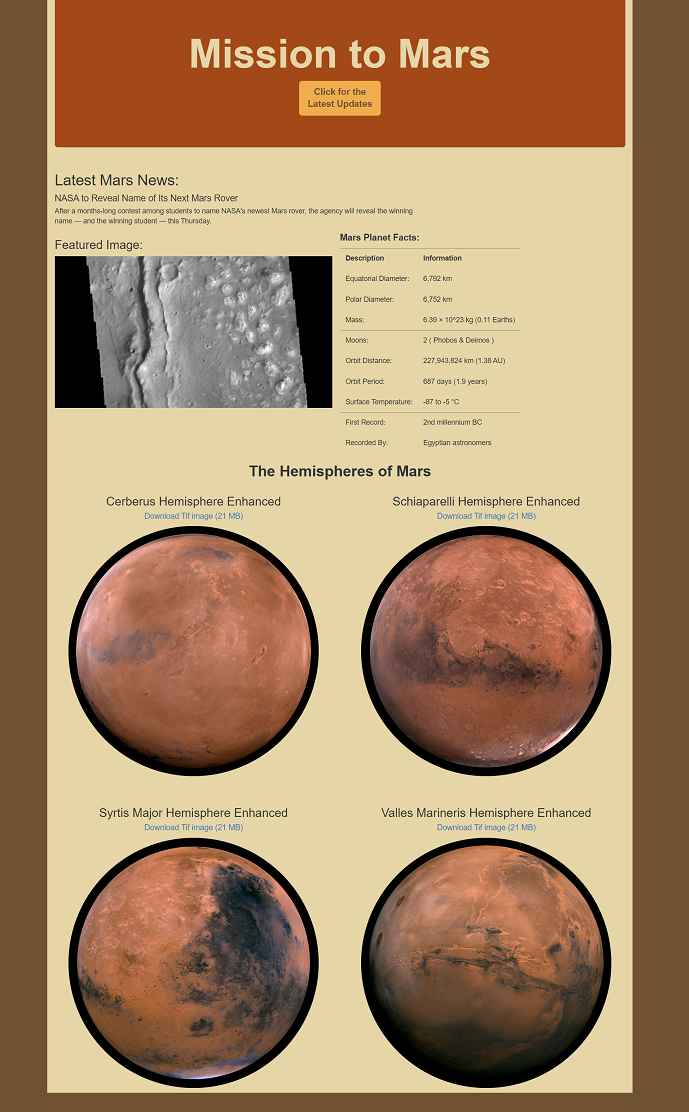 Mission to Mars
Click for the
Latest Updates
Latest Mars News:
NASA to Reveal Name of Its Next Mars Rover
After a months-long contest among students to name NASA's newest Mars rover, the agency will reveal the winning
name — and the winning student — this Thursday.
Featured Image:
Mars Planet Facts:
Description Information
Equatorial Diameter: 6,792 km
Polar Diameter: 6,752 km
Mass: 6.39 × 10^23 kg (0.11 Earths)
Moons: 2 ( Phobos & Deimos )
Orbit Distance: 227,943,824 km (1.38 AU)
Orbit Period: 687 days (1.9 years)
Surface Temperature: -87 to -5 °C
First Record: 2nd millennium BC
Recorded By: Egyptian astronomers
The Hemispheres of Mars
Cerberus Hemisphere Enhanced
Download Tif image (21 MB)
Schiaparelli Hemisphere Enhanced
Download Tif image (21 MB)
Syrtis Major Hemisphere Enhanced
Download Tif image (21 MB)
Valles Marineris Hemisphere Enhanced
Download Tif image (21 MB)